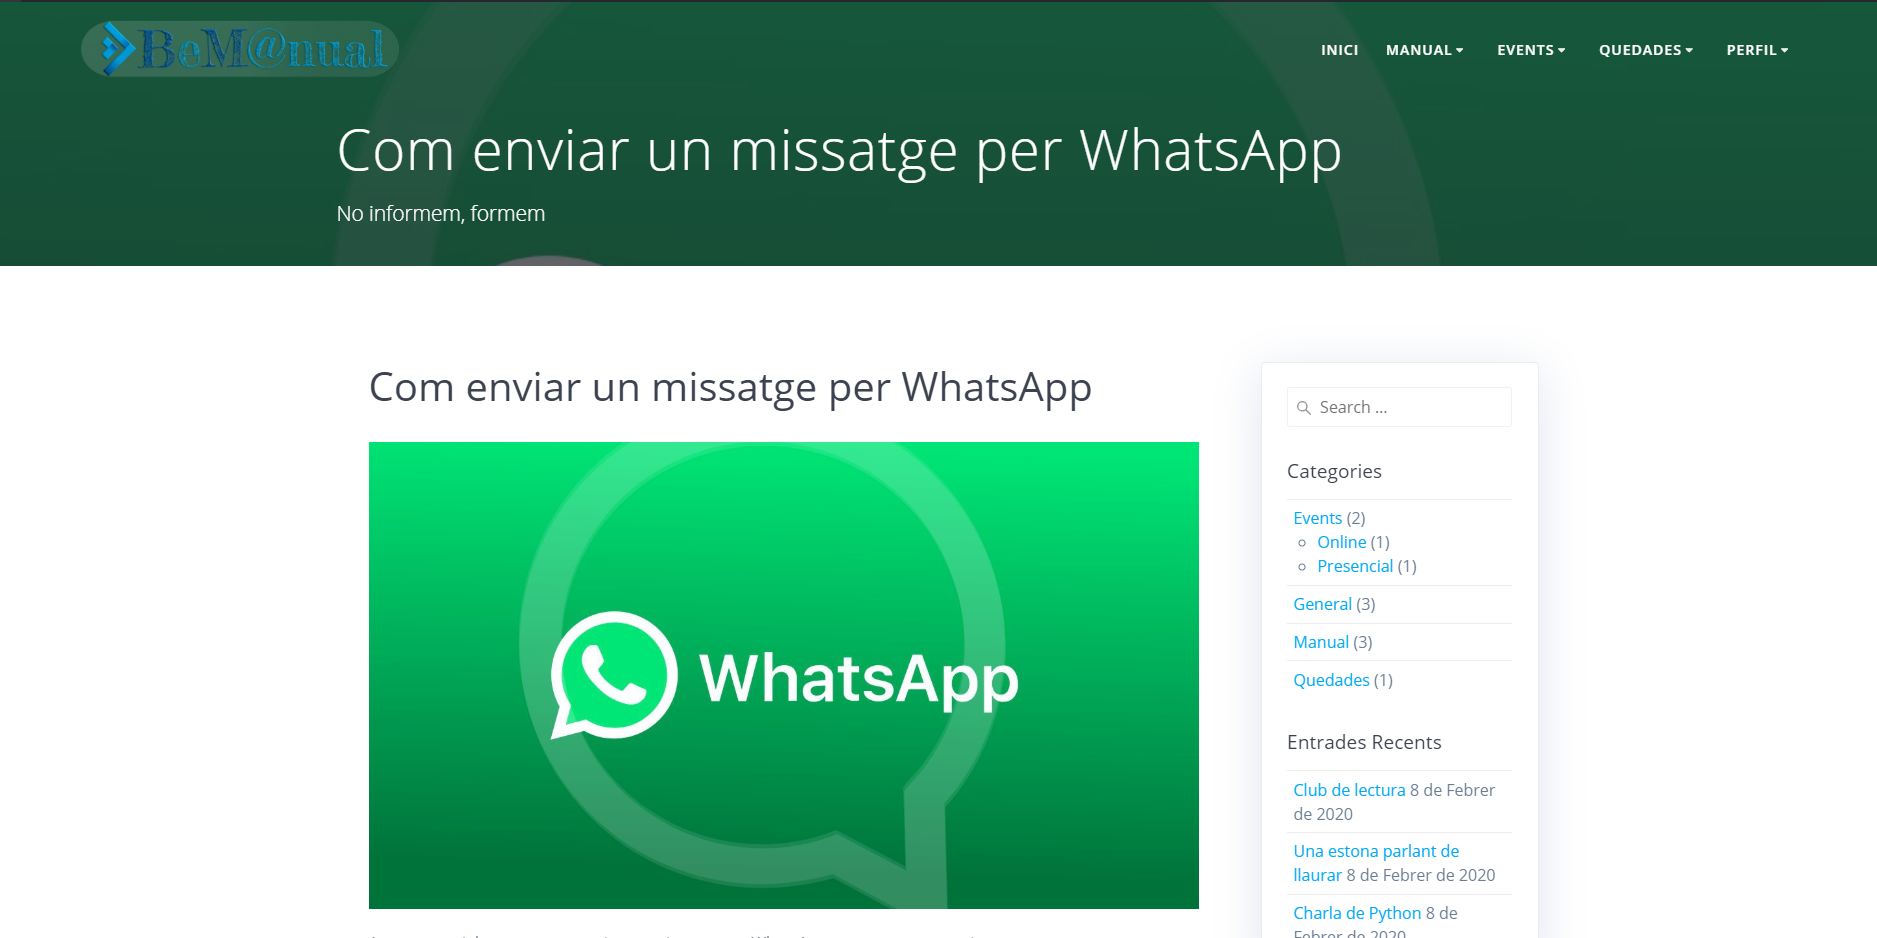 BeM@nual
INICI
MANUAL
EVENTS
QUEDADES
PERFIL
Com enviar un missatge per WhatsApp
No informem, formem
Com enviar un missatge per WhatsApp
WhatsApp
Search ...
Categories
Events (2)
Online (1)
Presencial (1)
General (3)
Manual (3)
Quedades (1)
Entrades Recents
Club de lectura 8 de Febrer
de 2020
Una estona parlant de
llaurar 8 de Febrer de 2020
Charla de Python 8 de
Febrer de 2020